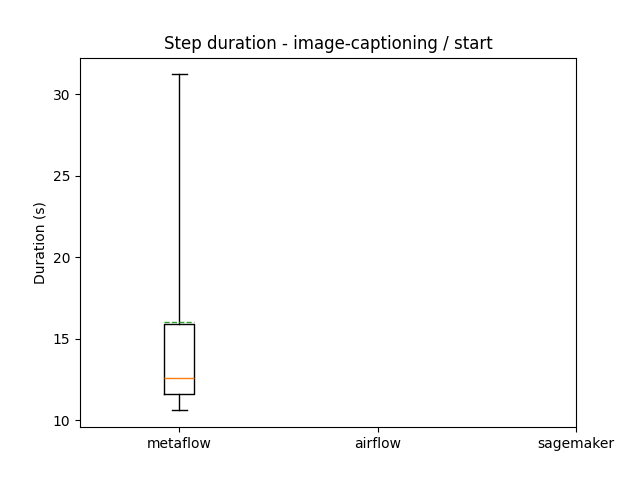 Step duration - image-captioning / start
Duration (s)
30
25
20
15
10
metaflow airflow sagemaker